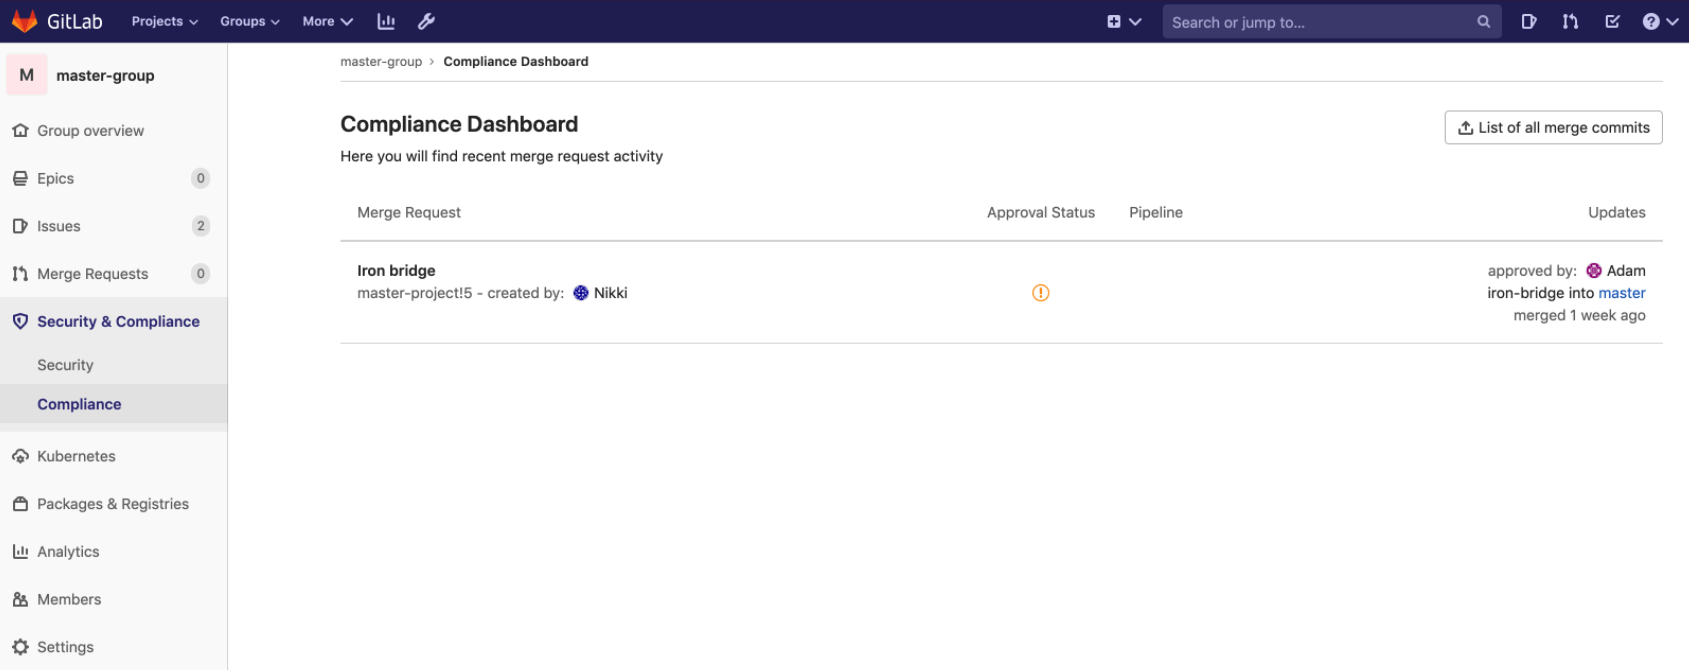 GitLab Projects Groups More Search or jump to...
M master-group
Group overview
Epics 0
Issues 2
Merge Requests 0
Security & Compliance
Security
Compliance
Kubernetes
Packages & Registries
Analytics
Members
Settings
master-group › Compliance Dashboard
Compliance Dashboard
List of all merge commits
Here you will find recent merge request activity
Merge Request Approval Status Pipeline Updates
Iron bridge
master-project!5 - created by: Nikki
approved by: Adam
iron-bridge into master
merged 1 week ago